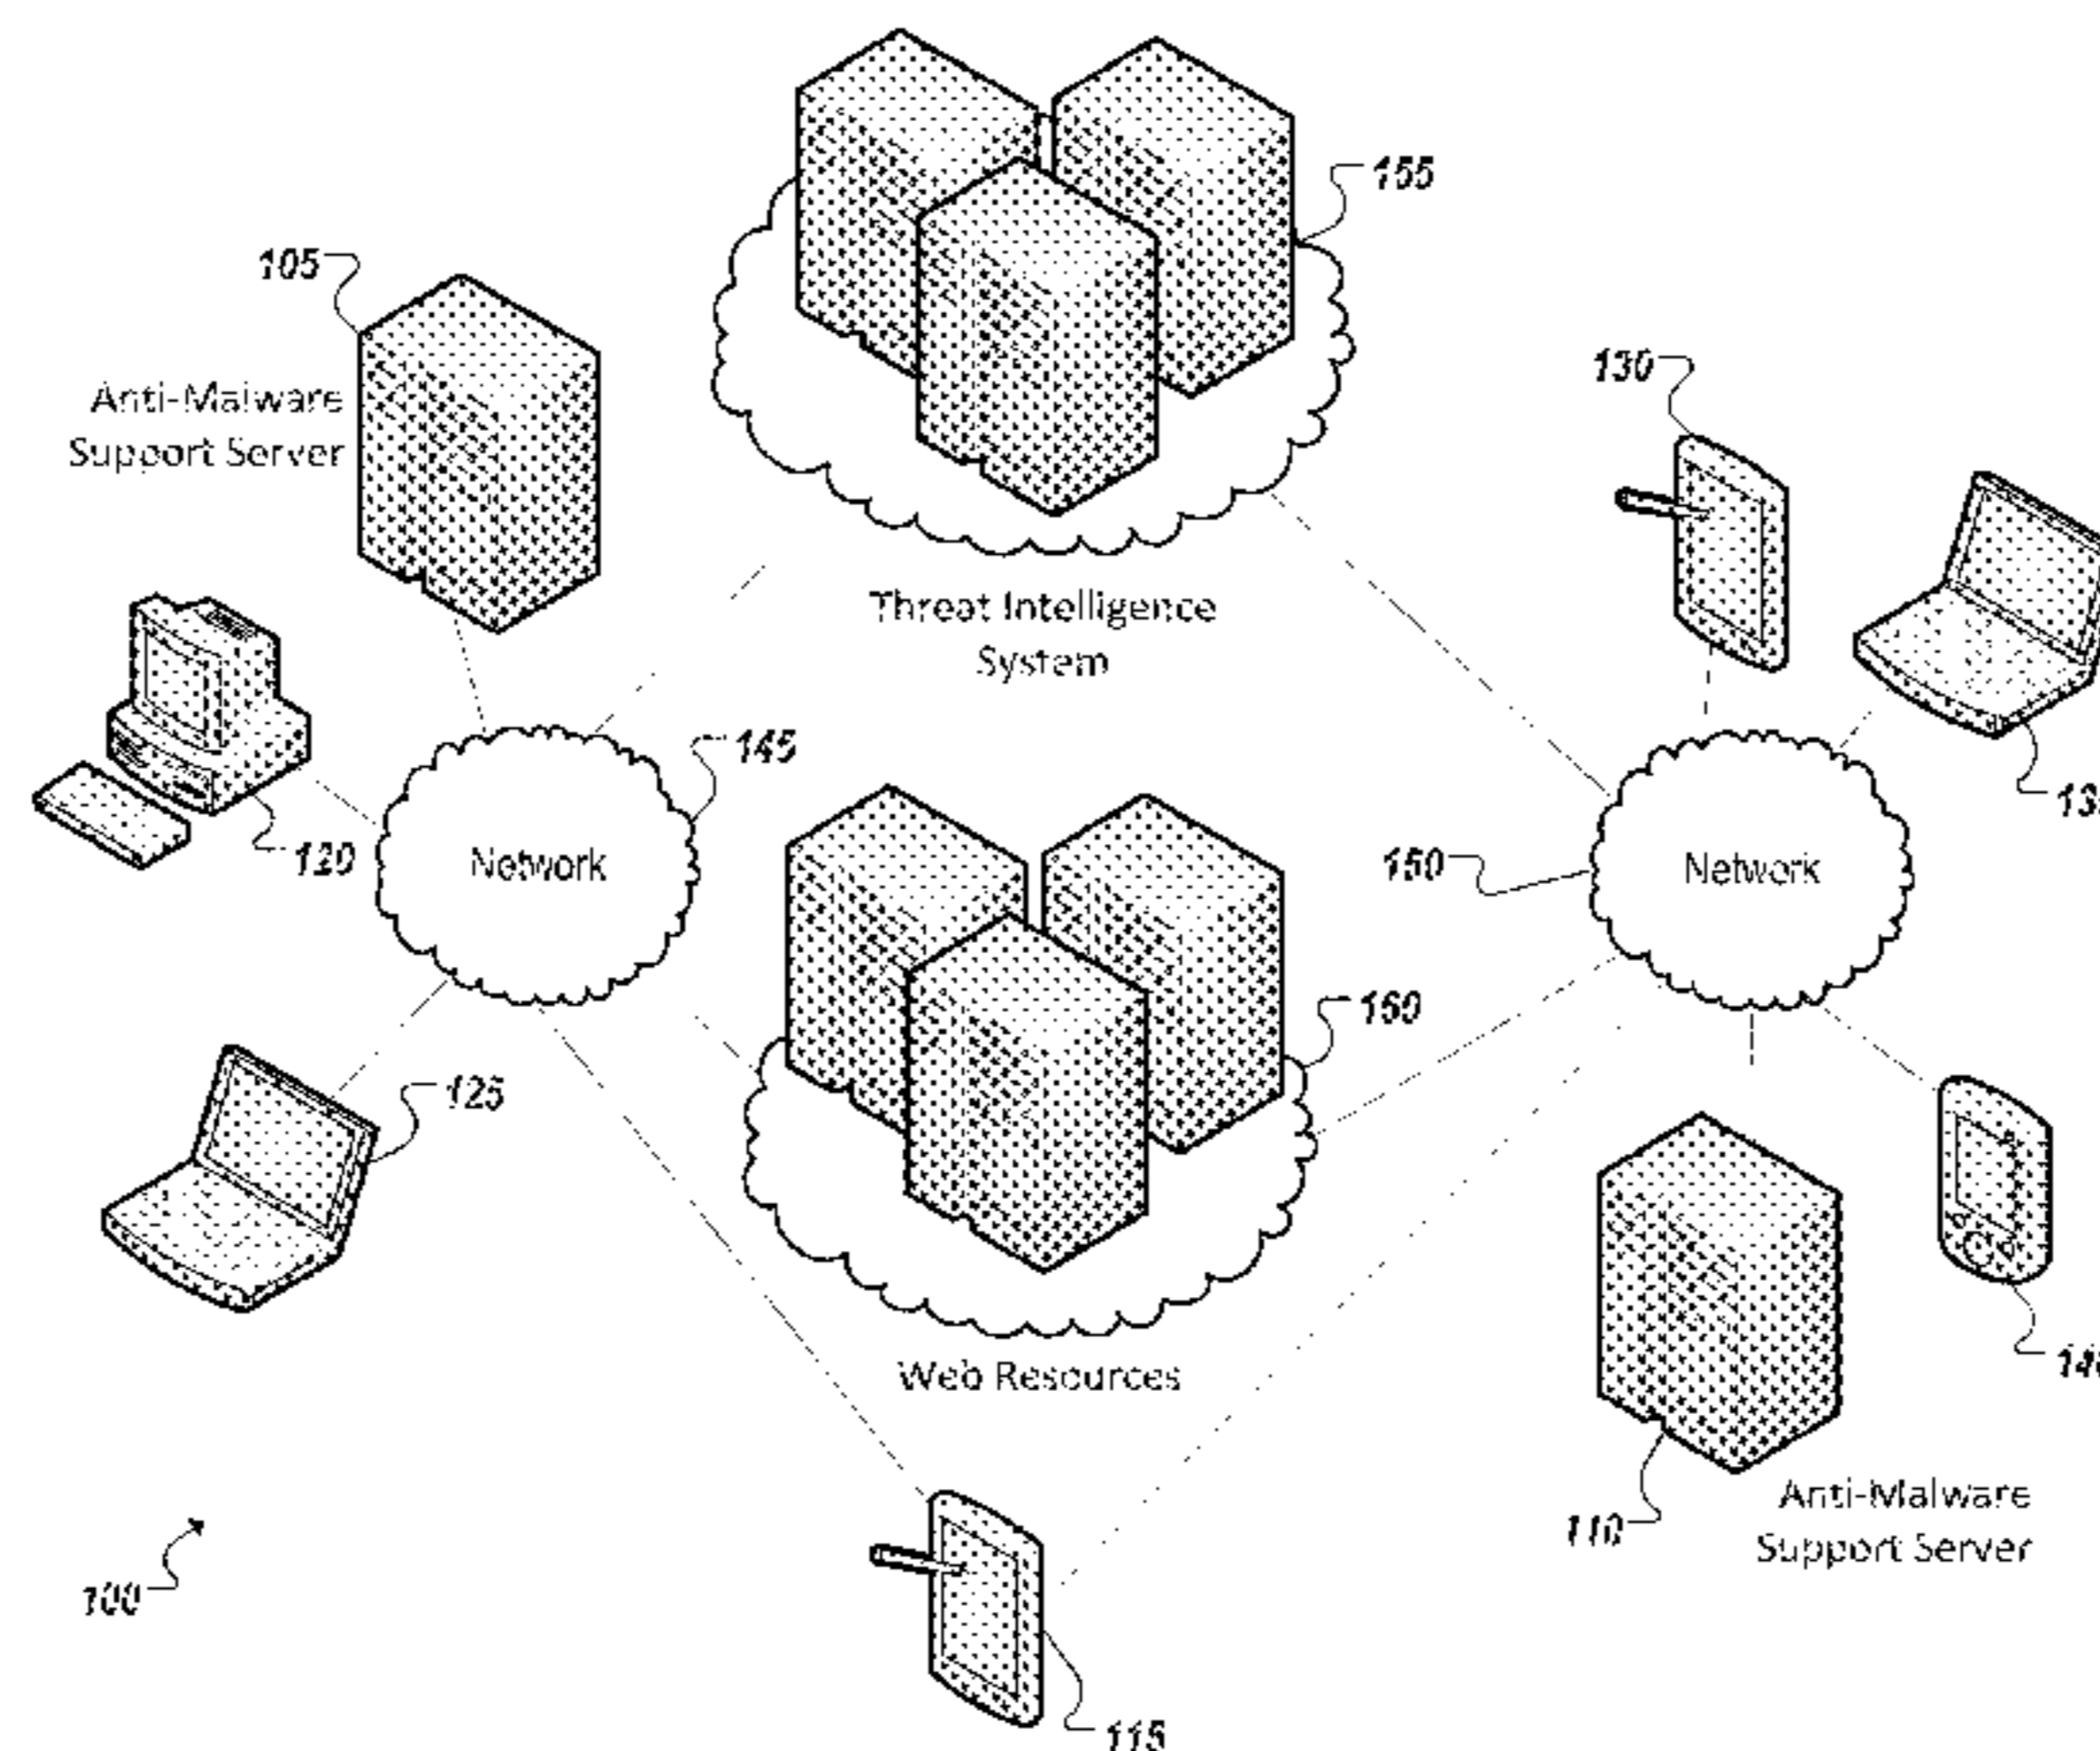 155
105
130
Anti-Malware
Support Server
Threat Intelligence
System
145
120
Network
150
Network
160
125
Web Resources
110
Anti-Malware
Support Server
100
115